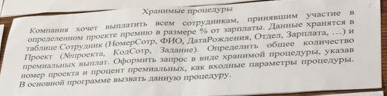 Хранимые процедуры
Компания хочет выплатить всем сотрудникам, принявшим участие в
определенном проекте премию в размере % от зарплаты. Данные хранятся в
таблице Сотрудник (НомерСотр, ФИО, ДатаРождения, Отдел, Зарплата, …) и
Проект (№проекта, КодСотр, Задание). Определить общее количество
премиальных выплат. Оформить запрос в виде хранимой процедуры, указав
номер проекта и процент премиальных, как входные параметры процедуры.
В основной программе вызвать данную процедуру.